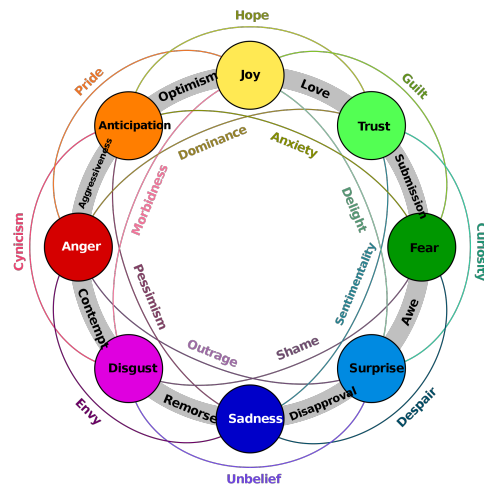 Hope
Pride
Joy
Optimism
Love
Guilt
Anticipation
Trust
Dominance
Anxiety
Aggressiveness
Morbidness
Delight
Submission
Cynicism
Anger
Fear
Curiosity
Pessimism
Sentimentality
Contempt
Awe
Outrage
Shame
Disgust
Surprise
Envy
Remorse
Sadness
Disapproval
Despair
Unbelief